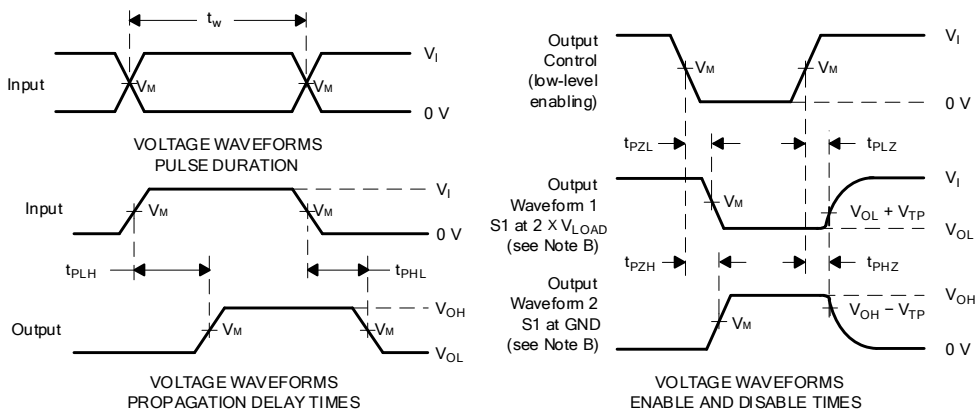 t_w
V_I
Input
V_M
V_M
0 V
VOLTAGE WAVEFORMS
PULSE DURATION
V_I
Input
V_M
V_M
0 V
t_PLH
t_PHL
V_OH
Output
V_M
V_M
V_OL
VOLTAGE WAVEFORMS
PROPAGATION DELAY TIMES
Output
Control
(low-level
enabling)
V_I
V_M
V_M
0 V
t_PZL
t_PLZ
Output
Waveform 1
S1 at 2 X V_LOAD
(see Note B)
V_I
V_M
V_OL + V_TP
V_OL
t_PZH
t_PHZ
Output
Waveform 2
S1 at GND
(see Note B)
V_OH
V_M
V_OH − V_TP
0 V
VOLTAGE WAVEFORMS
ENABLE AND DISABLE TIMES